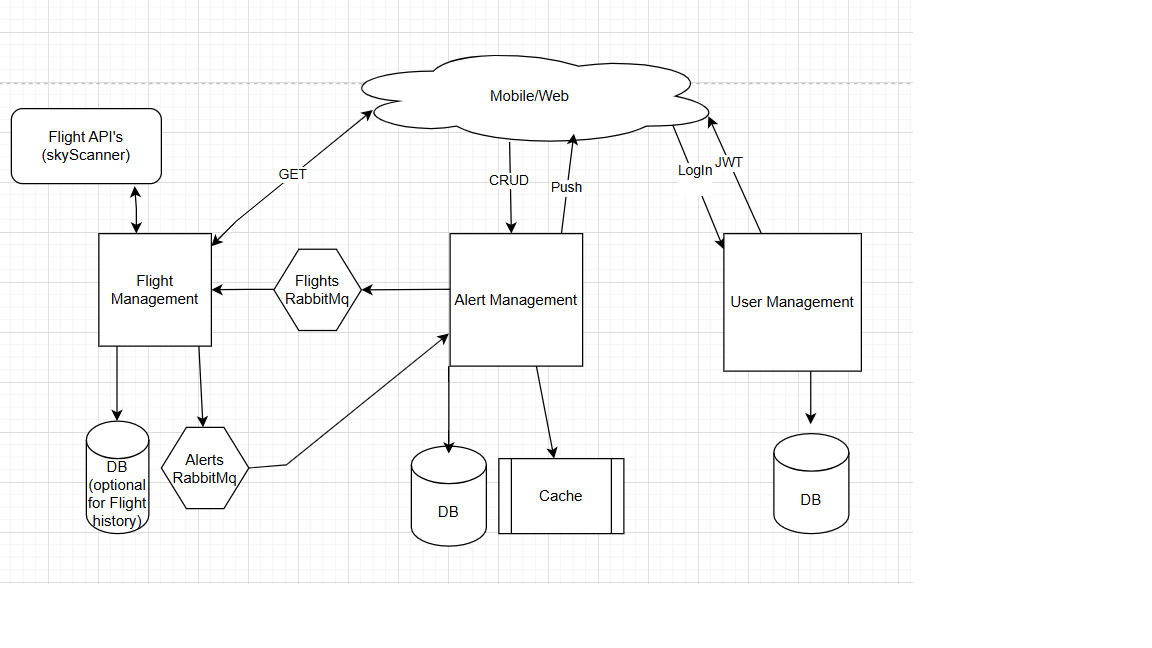 Mobile/Web
Flight API's
(skyScanner)
GET
CRUD
Push
LogIn
JWT
Flight
Management
Flights
RabbitMq
Alert Management
User Management
DB
(optional
for Flight
history)
Alerts
RabbitMq
DB
Cache
DB